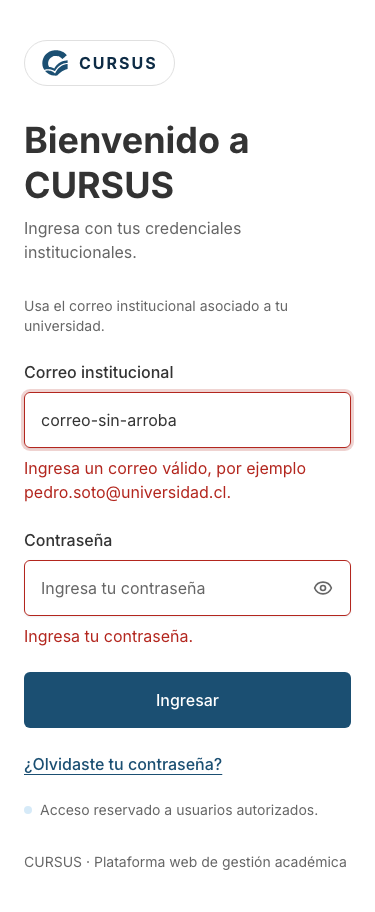 CURSUS
Bienvenido a
CURSUS
Ingresa con tus credenciales
institucionales.
Usa el correo institucional asociado a tu
universidad.
Correo institucional
correo-sin-arroba
Ingresa un correo válido, por ejemplo
pedro.soto@universidad.cl.
Contraseña
Ingresa tu contraseña
Ingresa tu contraseña.
Ingresar
¿Olvidaste tu contraseña?
Acceso reservado a usuarios autorizados.
CURSUS · Plataforma web de gestión académica